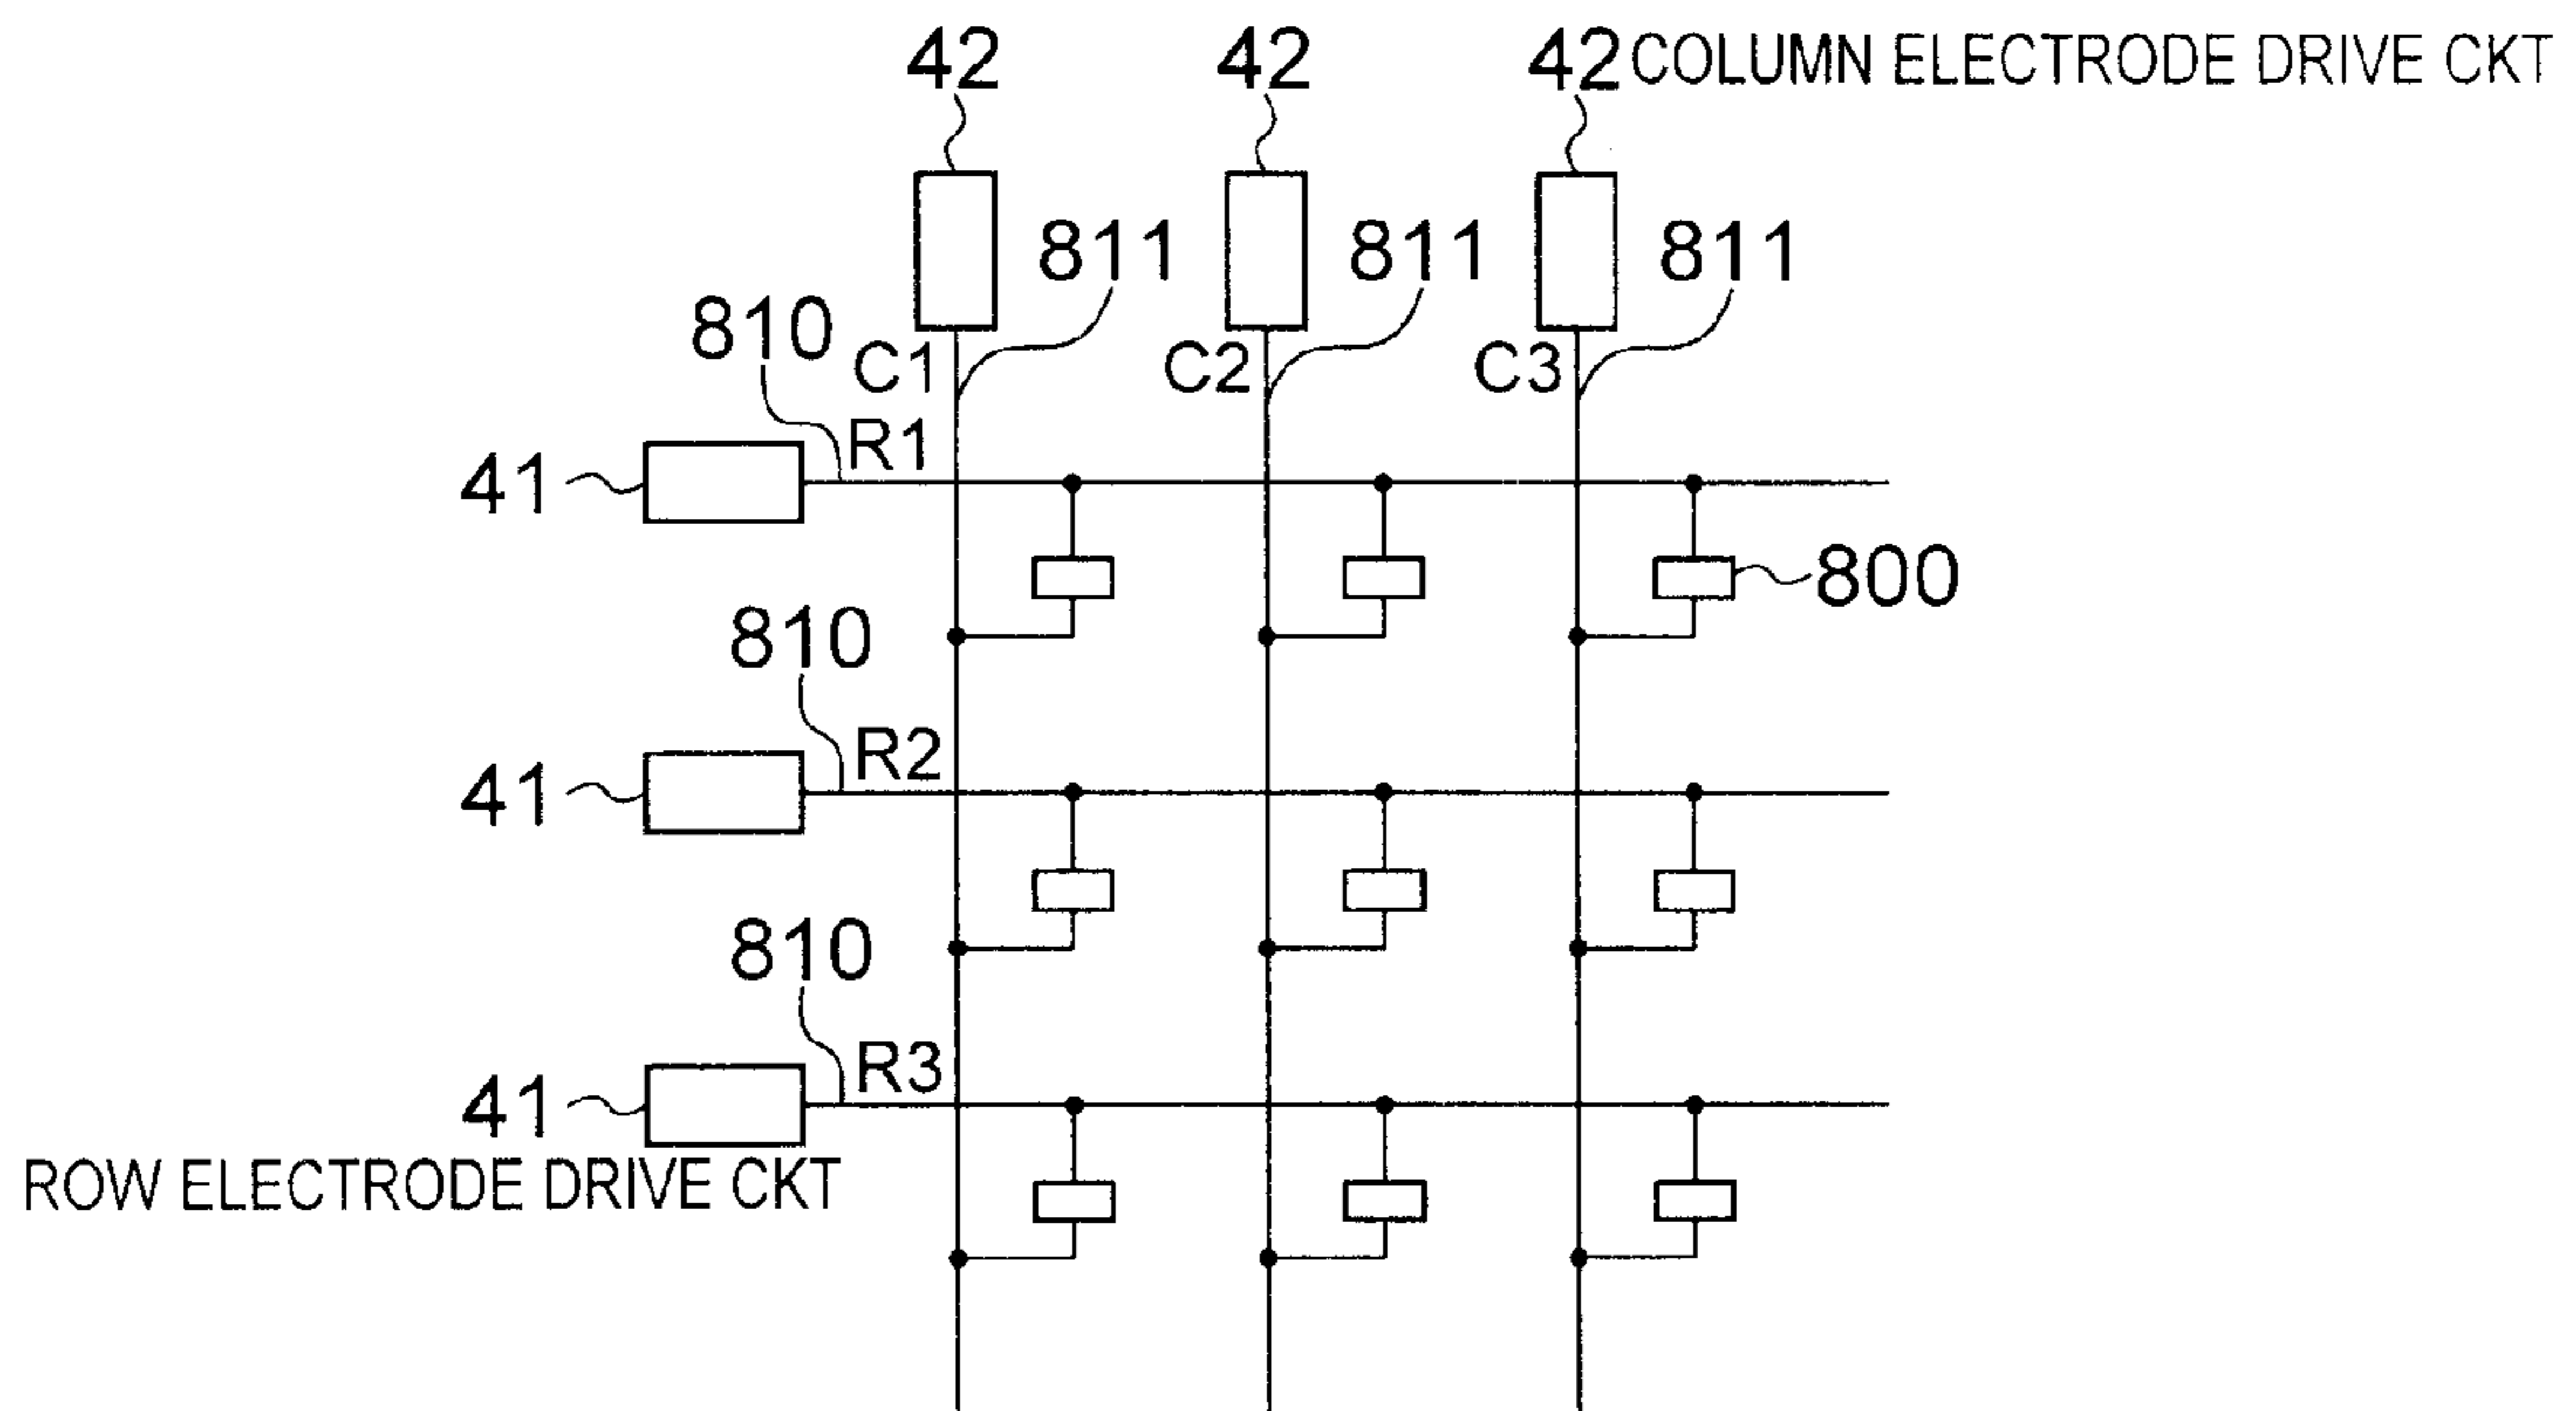 42 42 42 COLUMN ELECTRODE DRIVE CKT
811 811 811
810
C1 C2 C3
R1
41
800
810
R2
41
810
R3
41
ROW ELECTRODE DRIVE CKT